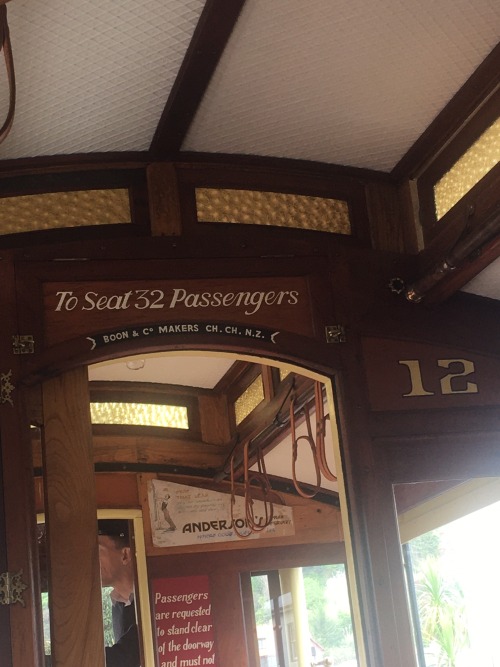 To Seat 32 Passengers
BOON & Co MAKERS CH. CH. N.Z.
12
ANDERSON'S
Passengers
are requested
to stand clear
of the doorway
and must not